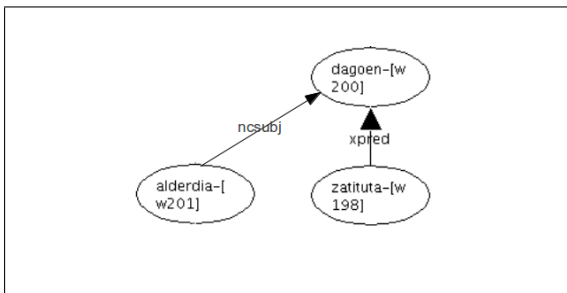 dagoen-[w
200]
ncsubj
xpred
alderdia-[
w201]
zatituta-[w
198]